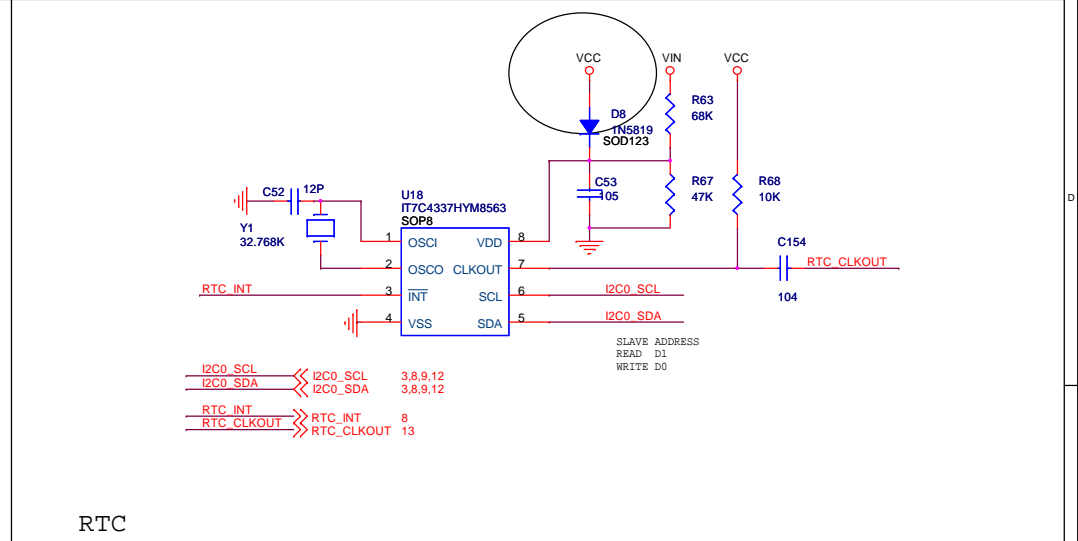 VCC
VIN
VCC
R63
68K
D8
1N5819
SOD123
C52
12P
Y1
32.768K
U18
IT7C4337HYM8563
SOP8
C53
105
R67
47K
R68
10K
C154
104
RTC_CLKOUT
1 OSCI VDD 8
2 OSCO CLKOUT 7
3 INT SCL 6
4 VSS SDA 5
RTC_INT
I2C0_SCL
I2C0_SDA
SLAVE ADDRESS
READ D1
WRITE D0
I2C0_SCL I2C0_SCL 3,8,9,12
I2C0_SDA I2C0_SDA 3,8,9,12
RTC_INT RTC_INT 8
RTC_CLKOUT RTC_CLKOUT 13
RTC
D